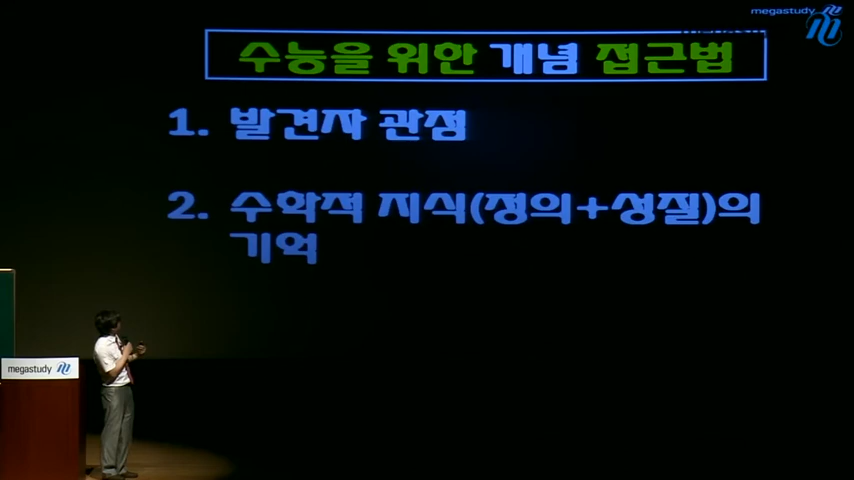 megastudy
수능을 위한 개념 접근법
1. 발견자 관점
2. 수학적 지식(정의+성질)의
기억
megastudy